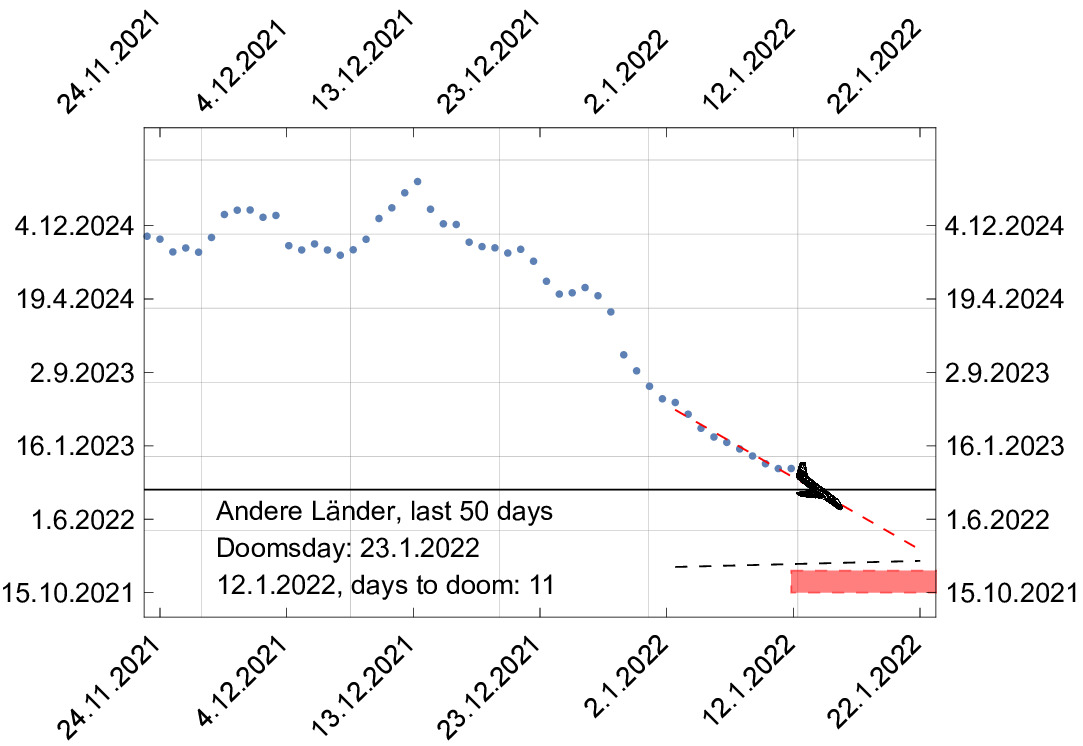 24.11.2021 4.12.2021 13.12.2021 23.12.2021 2.1.2022 12.1.2022 22.1.2022
4.12.2024 4.12.2024
19.4.2024 19.4.2024
2.9.2023 2.9.2023
16.1.2023 16.1.2023
1.6.2022 1.6.2022
15.10.2021 15.10.2021
Andere Länder, last 50 days
Doomsday: 23.1.2022
12.1.2022, days to doom: 11
24.11.2021 4.12.2021 13.12.2021 23.12.2021 2.1.2022 12.1.2022 22.1.2022